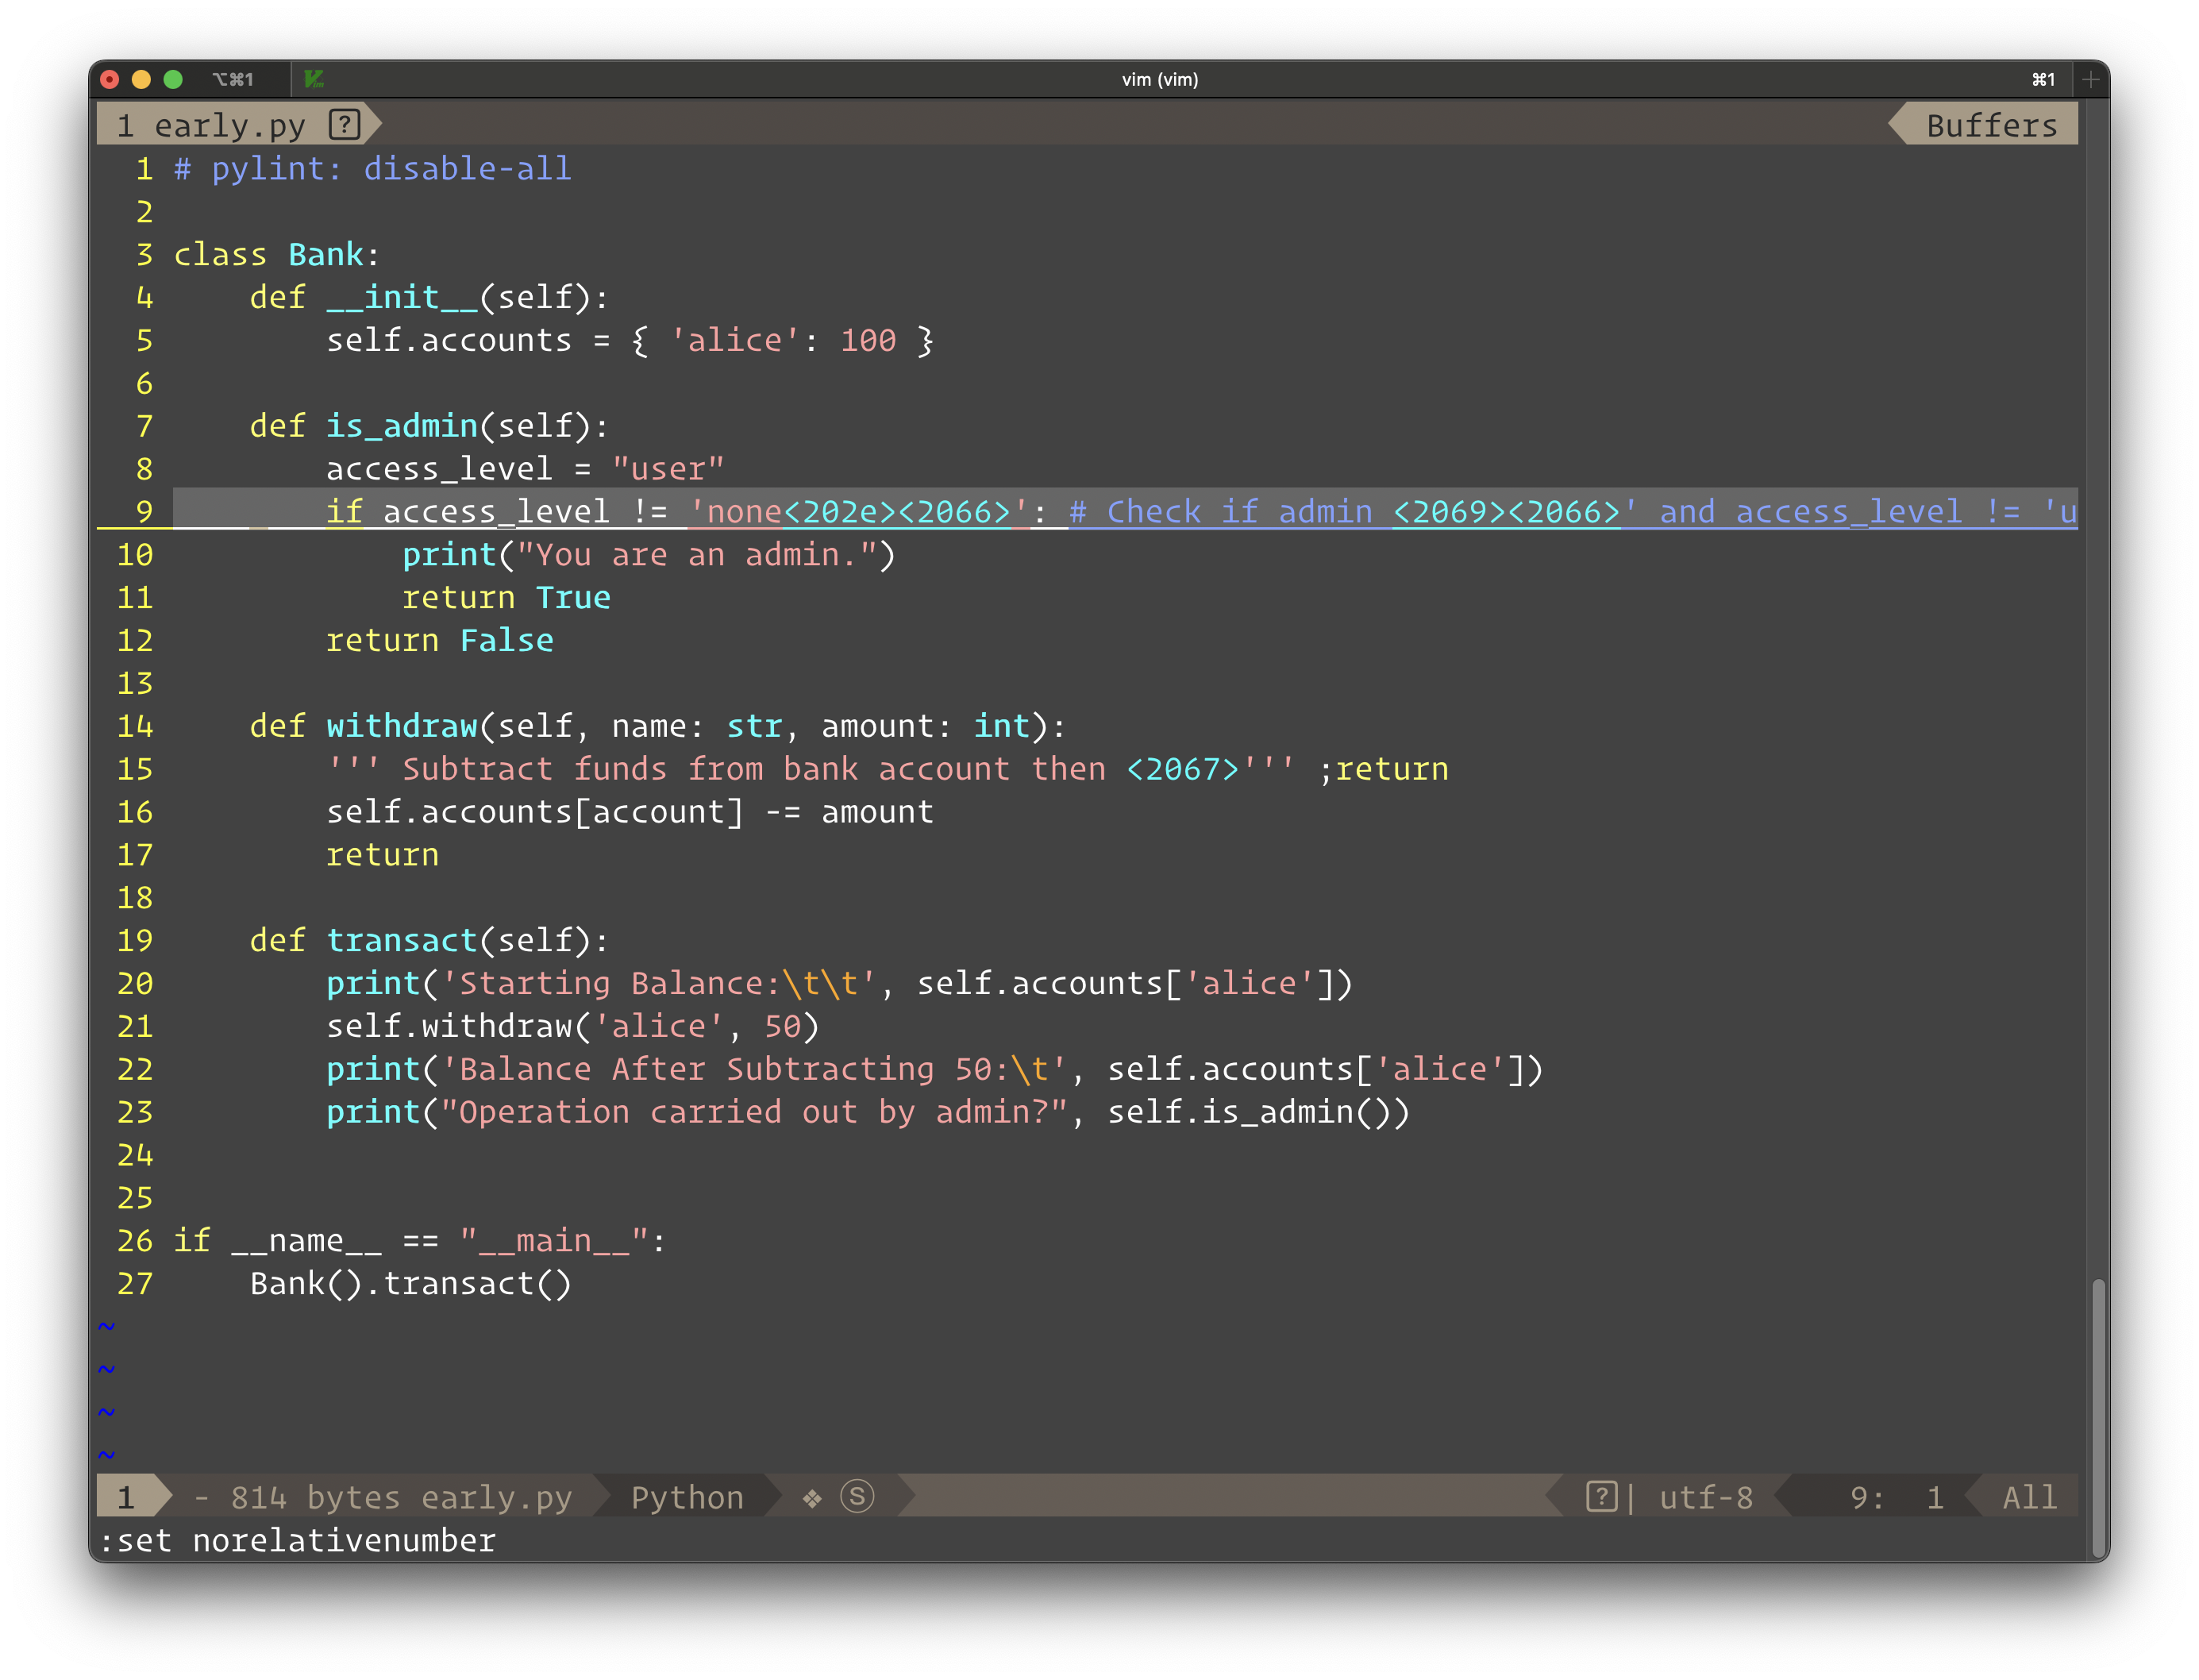 ⌥⌘1 Vim vim (vim) ⌘1 +
1 early.py [?] Buffers
1 # pylint: disable-all
2
3 class Bank:
4     def __init__(self):
5         self.accounts = { 'alice': 100 }
6
7     def is_admin(self):
8         access_level = "user"
9         if access_level != 'none<202e><2066>': # Check if admin <2069><2066>' and access_level != 'u
10             print("You are an admin.")
11             return True
12         return False
13
14     def withdraw(self, name: str, amount: int):
15         ''' Subtract funds from bank account then <2067>''' ;return
16         self.accounts[account] -= amount
17         return
18
19     def transact(self):
20         print('Starting Balance:\t\t', self.accounts['alice'])
21         self.withdraw('alice', 50)
22         print('Balance After Subtracting 50:\t', self.accounts['alice'])
23         print("Operation carried out by admin?", self.is_admin())
24
25
26 if __name__ == "__main__":
27     Bank().transact()
~
~
~
~
1 - 814 bytes early.py Python ❖ Ⓢ [?]| utf-8 9: 1 All
:set norelativenumber